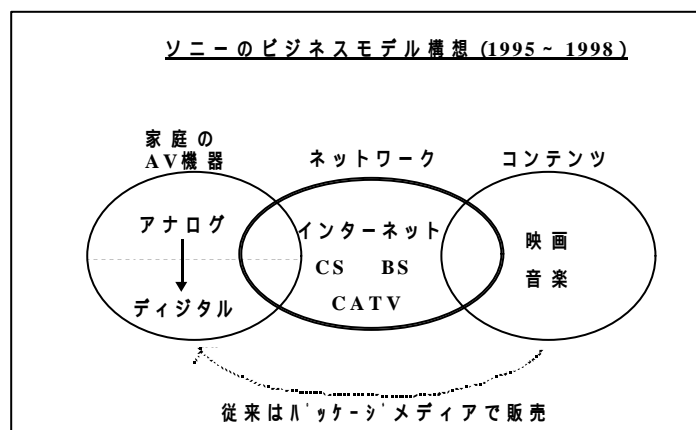 ソニーのビジネスモデル構想 (1995 ~ 1998)
家庭の
AV機器
ネットワーク
コンテンツ
アナログ
ディジタル
インターネット
CS BS
CATV
映画
音楽
従来はパッケージメディアで販売